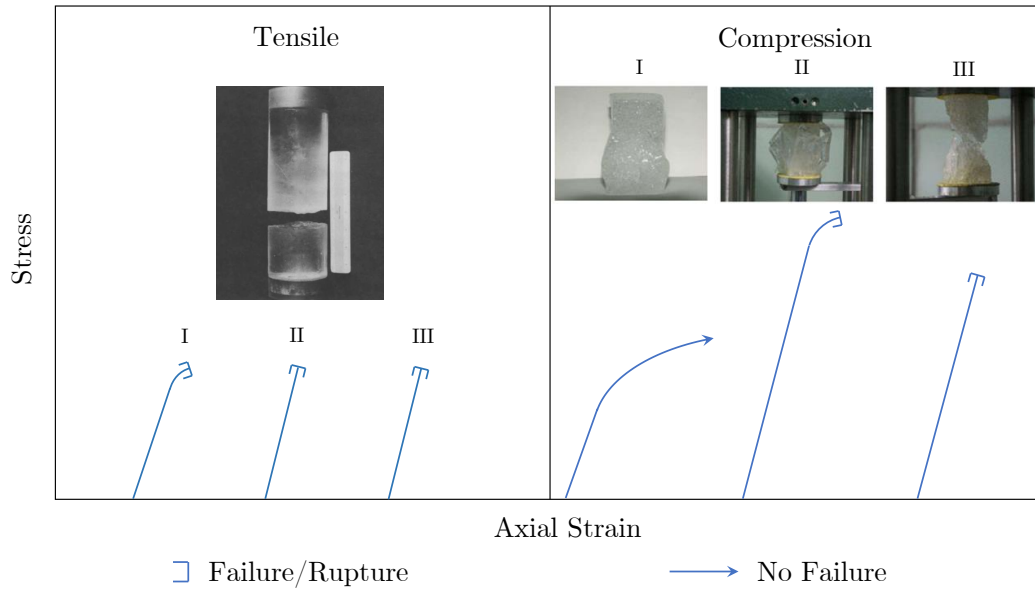 Tensile
Compression
I
II
III
Stress
I
II
III
Axial Strain
Failure/Rupture
No Failure